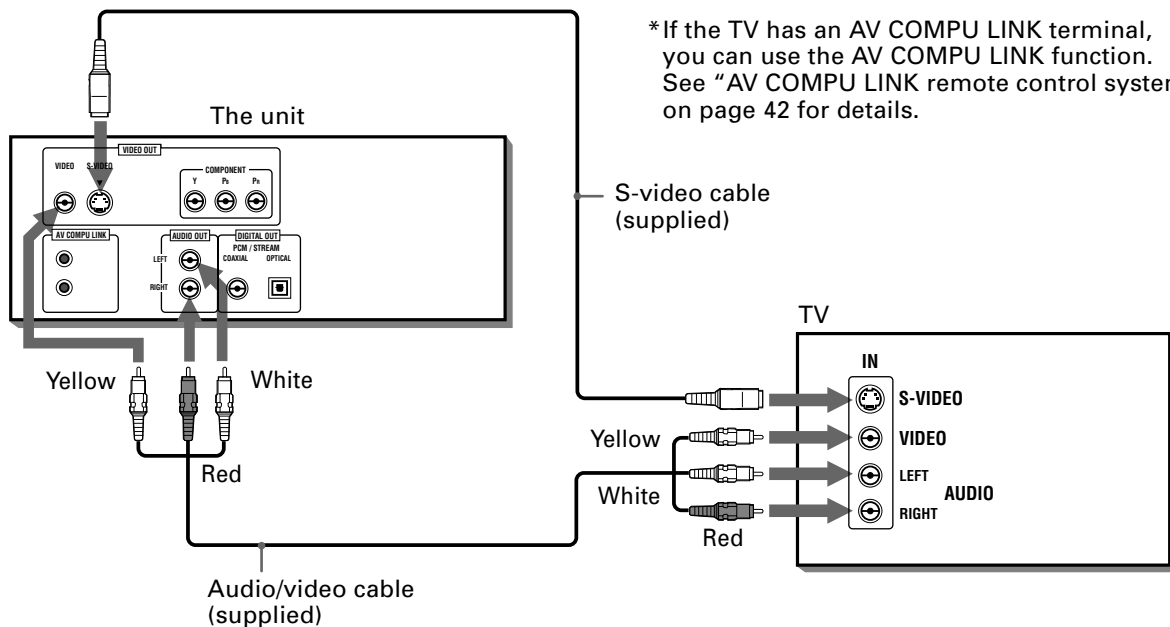 *If the TV has an AV COMPU LINK terminal,
you can use the AV COMPU LINK function.
See “AV COMPU LINK remote control system
on page 42 for details.
The unit
VIDEO OUT
VIDEO
S-VIDEO
COMPONENT
Y
PB
PR
S-video cable
(supplied)
AV COMPU LINK
AUDIO OUT
DIGITAL OUT
PCM / STREAM
LEFT
COAXIAL
OPTICAL
RIGHT
TV
Yellow
White
IN
S-VIDEO
Yellow
VIDEO
Red
LEFT
White
AUDIO
RIGHT
Red
Audio/video cable
(supplied)